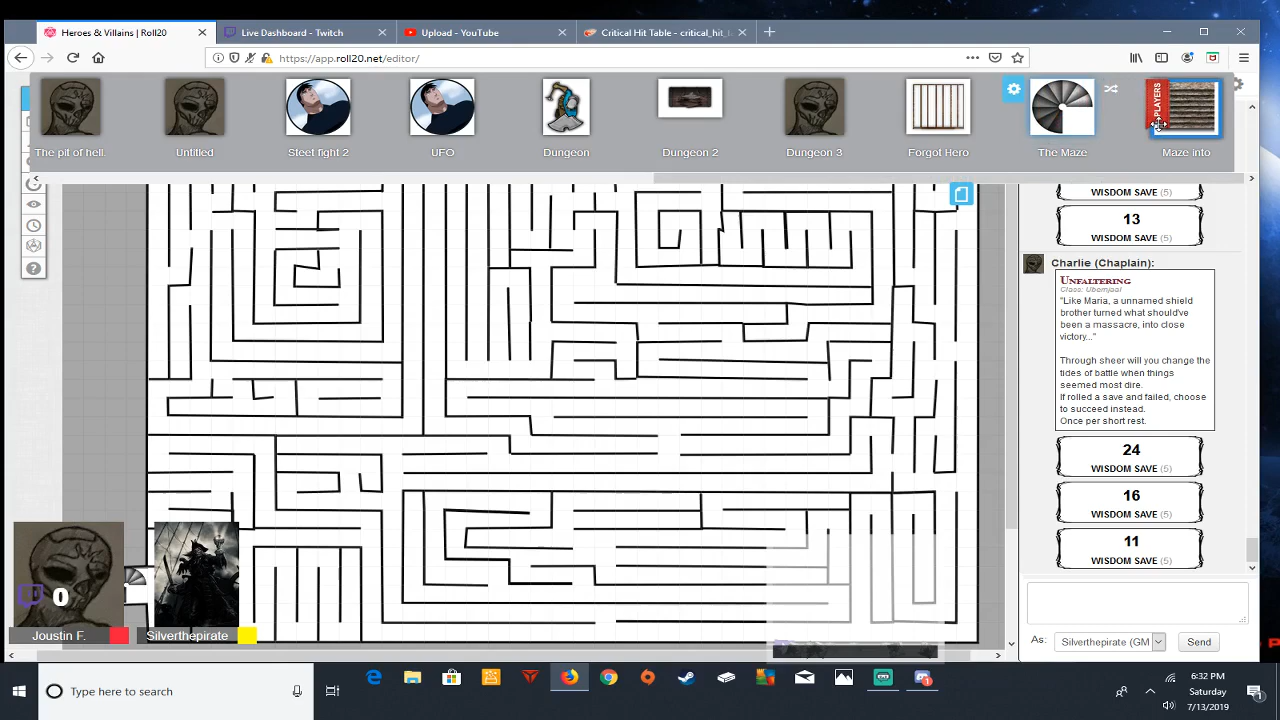 Heroes & Villains | Roll20
Live Dashboard - Twitch
Upload - YouTube
Critical Hit Table - critical_hit_
https://app.roll20.net/editor/
The pit of hell.
Untitled
Steet fight 2
UFO
Dungeon
Dungeon 2
Dungeon 3
Forgot Hero
The Maze
PLAYERS
Maze into
WISDOM SAVE (5)
13
WISDOM SAVE (5)
Charlie (Chaplain):
UNFALTERING
Class: Ubomjaal
"Like Maria, a unnamed shield
brother turned what should've
been a massacre, into close
victory..."
Through sheer will you change the
tides of battle when things
seemed most dire.
If rolled a save and failed, choose
to succeed instead.
Once per short rest.
24
WISDOM SAVE (5)
16
WISDOM SAVE (5)
11
WISDOM SAVE (5)
0
Joustin F.
Silverthepirate
As:
Silverthepirate (GM
Send
Type here to search
6:32 PM
Saturday
7/13/2019
1